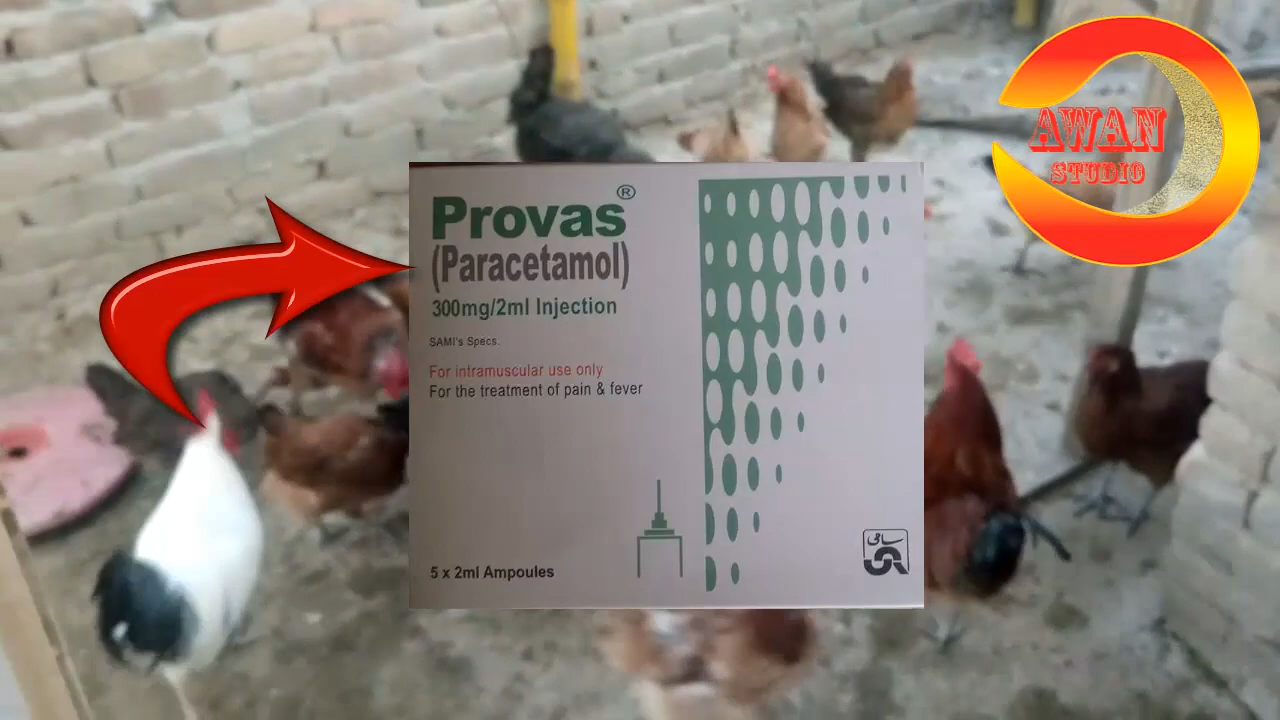 AWAN
STUDIO
Provas®
(Paracetamol)
300mg/2ml Injection
SAMI's Specs.
For intramuscular use only
For the treatment of pain & fever
5 x 2ml Ampoules
سامی